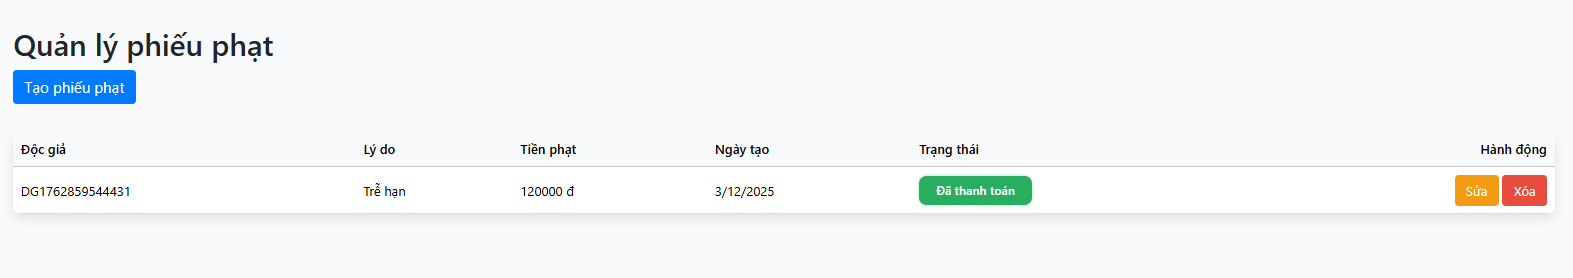 Quản lý phiếu phạt
Tạo phiếu phạt
Độc giả Lý do Tiền phạt Ngày tạo Trạng thái Hành động
DG1762859544431 Trễ hạn 120000 đ 3/12/2025 Đã thanh toán Sửa Xóa